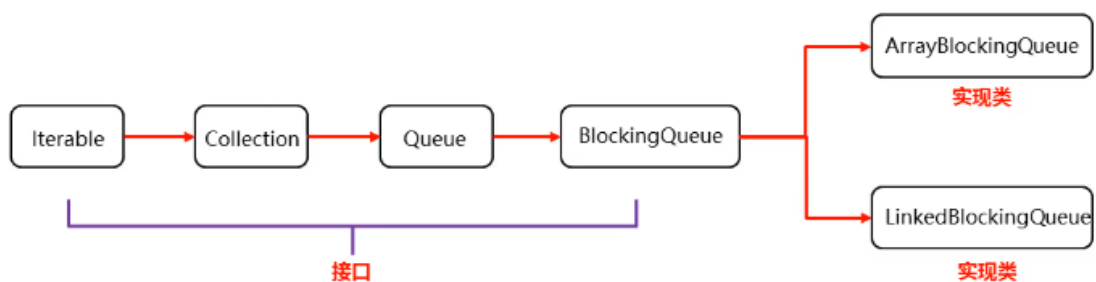 ArrayBlockingQueue
实现类
Iterable
Collection
Queue
BlockingQueue
LinkedBlockingQueue
接口
实现类